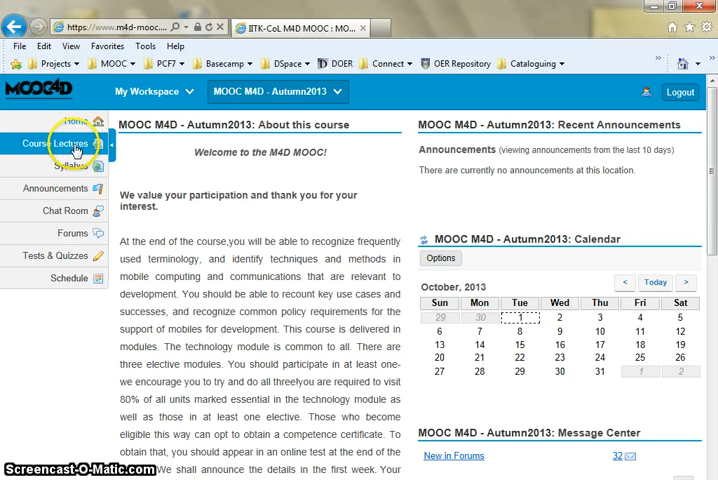 https://www.m4d-mooc.
IITK-CoL M4D MOOC : MO...
File Edit View Favorites Tools Help
Projects MOOC PCF7 Basecamp DSpace DOER Connect OER Repository Cataloguing
MOOC4D
My Workspace
MOOC M4D - Autumn2013
Logout
Home
Course Lectures
Syllabus
Announcements
Chat Room
Forums
Tests & Quizzes
Schedule
MOOC M4D - Autumn2013: About this course
Welcome to the M4D MOOC!
We value your participation and thank you for your
interest.
At the end of the course,you will be able to recognize frequently
used terminology, and identify techniques and methods in
mobile computing and communications that are relevant to
development. You should be able to recount key use cases and
successes, and recognize common policy requirements for the
support of mobiles for development. This course is delivered in
modules. The technology module is common to all. There are
three elective modules. You should participate in at least one-
we encourage you to try and do all three!you are required to visit
80% of all units marked essential in the technology module as
well as those in at least one elective. Those who become
eligible this way can opt to obtain a competence certificate. To
obtain that, you should appear in an online test at the end of the
We shall announce the details in the first week. Your
MOOC M4D - Autumn2013: Recent Announcements
Announcements (viewing announcements from the last 10 days)
There are currently no announcements at this location.
MOOC M4D - Autumn2013: Calendar
Options
October, 2013
< Today >
Sun Mon Tue Wed Thu Fri Sat
29 30 1 2 3 4 5
6 7 8 9 10 11 12
13 14 15 16 17 18 19
20 21 22 23 24 25 26
27 28 29 30 31 1 2
MOOC M4D - Autumn2013: Message Center
New in Forums 32
Screencast-O-Matic.com